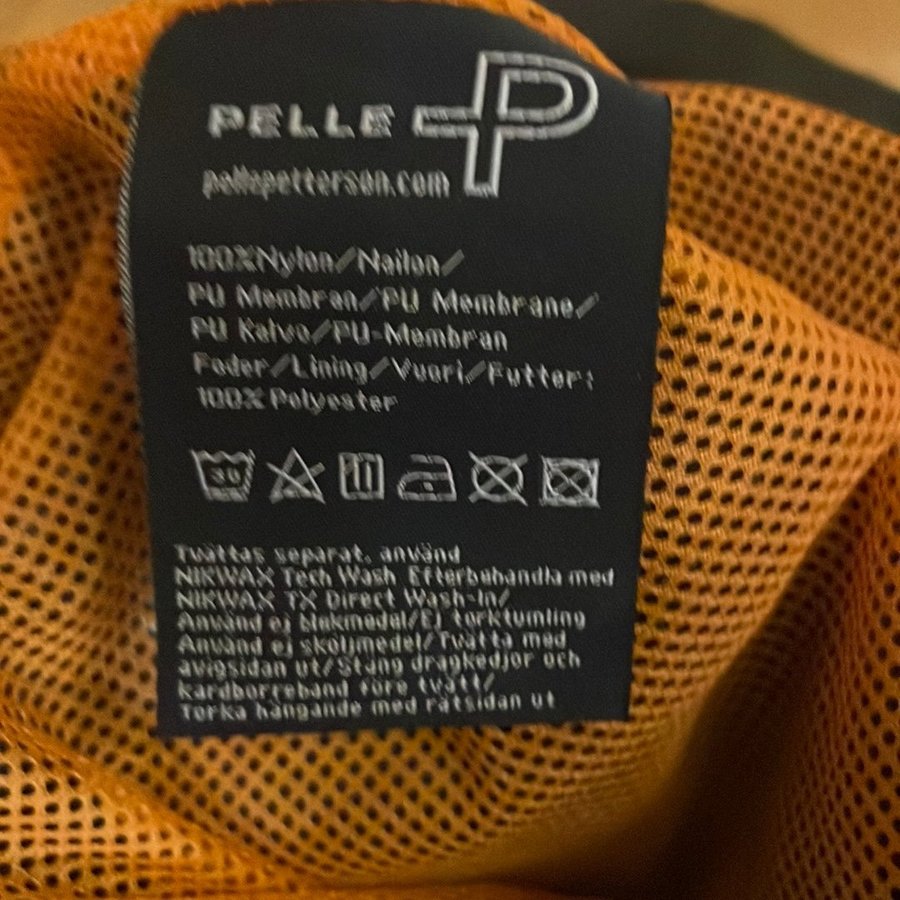 PELLE P
pellepetterson.com
100%Nylon/Nailon/
PU Membran/PU Membrane/
PU Kalvo/PU-Membran
Foder/Lining/Vuori/Futter:
100% Polyester
30
Tvättas separat. använd
NIKWAX Tech Wash Efterbehandla med
NIKWAX TX Direct Wash-In/
Använd ej blekmedel/Ej torktumling
Använd ej sköljmedel/Tvätta med
avigsidan ut/Stäng dragkedjor och
kardborreband före tvätt/
Torka hängande med rätsidan ut